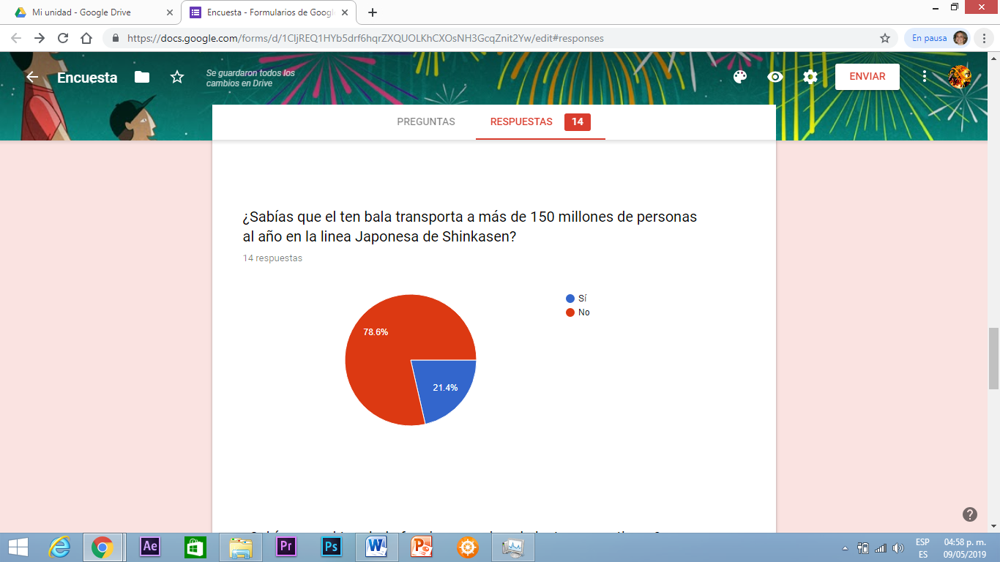 Mi unidad - Google Drive
Encuesta - Formularios de Googl
https://docs.google.com/forms/d/1CljREQ1HYb5drf6hqrZXQUOLKhCXOsNH3GcqZnit2Yw/edit#responses
En pausa
Encuesta
Se guardaron todos los
cambios en Drive
ENVIAR
PREGUNTAS
RESPUESTAS
14
¿Sabías que el ten bala transporta a más de 150 millones de personas
al año en la linea Japonesa de Shinkasen?
14 respuestas
Sí
No
78.6%
21.4%
Ae
Pr
Ps
ESP
ES
04:58 p. m.
09/05/2019